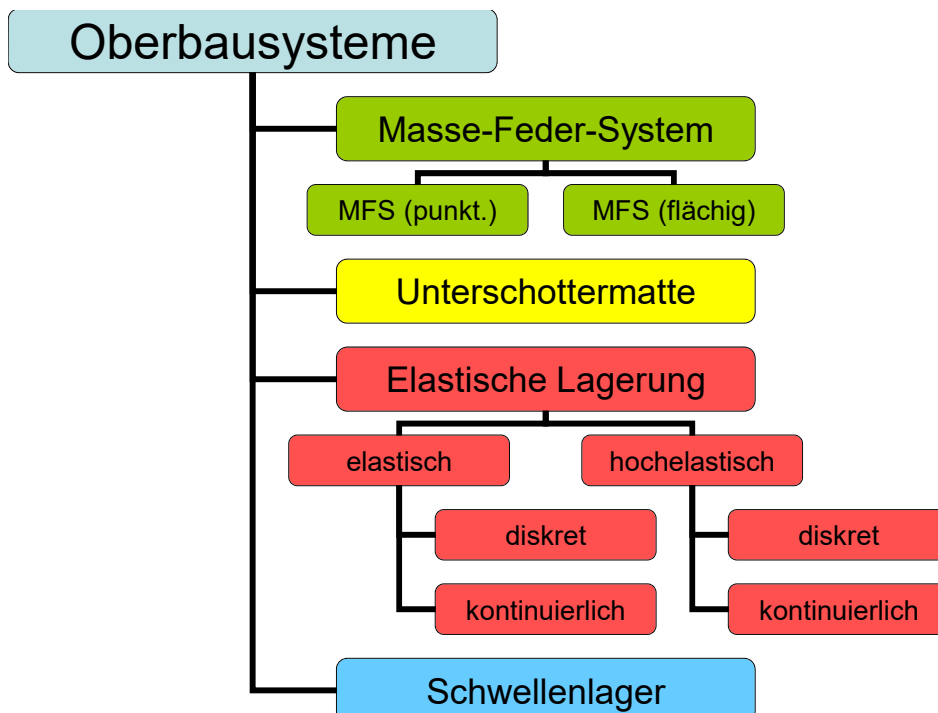 Oberbausysteme
Masse-Feder-System
MFS (punkt.)
MFS (flächig)
Unterschottermatte
Elastische Lagerung
elastisch
hochelastisch
diskret
diskret
kontinuierlich
kontinuierlich
Schwellenlager